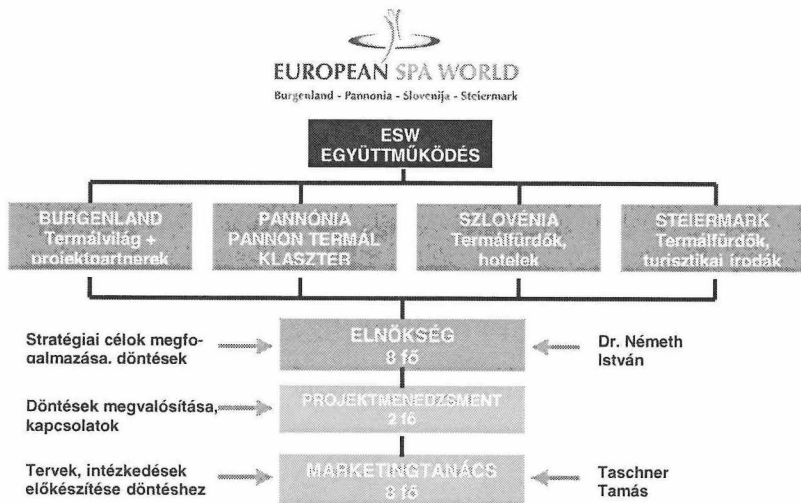 EUROPEAN SPA WORLD
Burgenland - Pannonia - Slovenija - Steiermark
ESW
EGYÜTTMŰKÖDÉS
BURGENLAND
Termálvilág +
projektpartnerek
PANNÓNIA
PANNON TERMÁL
KLASZTER
SZLOVÉNIA
Termálfürdők,
hotelek
STEIERMARK
Termálfürdők,
turisztikai irodák
Stratégiai célok megfo-
galmazása, döntések
ELNÖKSÉG
8 fő
Dr. Németh
István
Döntések megvalósítása,
kapcsolatok
PROJEKTMENEDZSMENT
2 fő
Tervek, intézkedések
előkészítése döntéshez
MARKETINGTANÁCS
8 fő
Taschner
Tamás